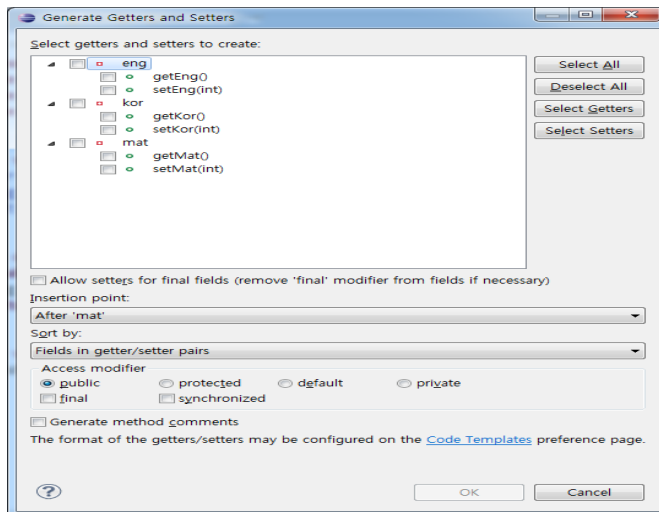 Generate Getters and Setters
Select getters and setters to create:
eng
getEng()
setEng(int)
kor
getKor()
setKor(int)
mat
getMat()
setMat(int)
Select All
Deselect All
Select Getters
Select Setters
Allow setters for final fields (remove 'final' modifier from fields if necessary)
Insertion point:
After 'mat'
Sort by:
Fields in getter/setter pairs
Access modifier
public protected default private
final synchronized
Generate method comments
The format of the getters/setters may be configured on the Code Templates preference page.
? OK Cancel